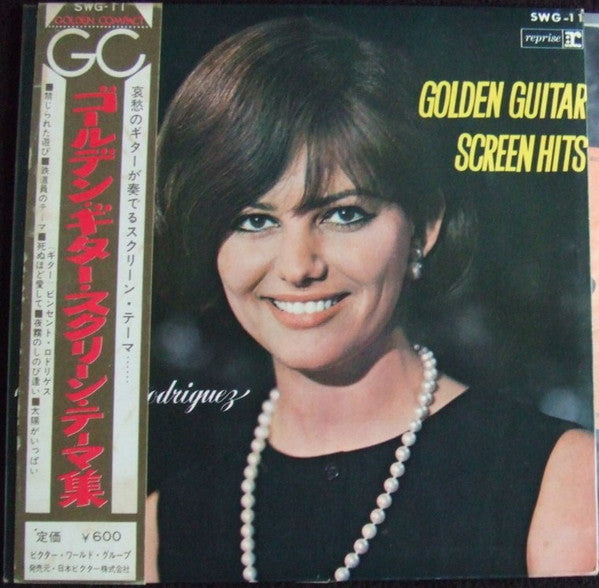 SWG-11
GOLDEN COMPACT
GC
哀愁のギターが奏でるスクリーン・テーマ……
ゴールデン・ギター・スクリーン・テーマ集
ギター ビンセント・ロドリゲス
■禁じられた遊び■鉄道員のテーマ■死ぬほど愛して■夜霧のしのび逢い■太陽がいっぱい
定価 ¥600
ビクター・ワールド・グループ
発売元・日本ビクター株式会社
SWG-11
reprise
GOLDEN GUITAR
SCREEN HITS
odriguez